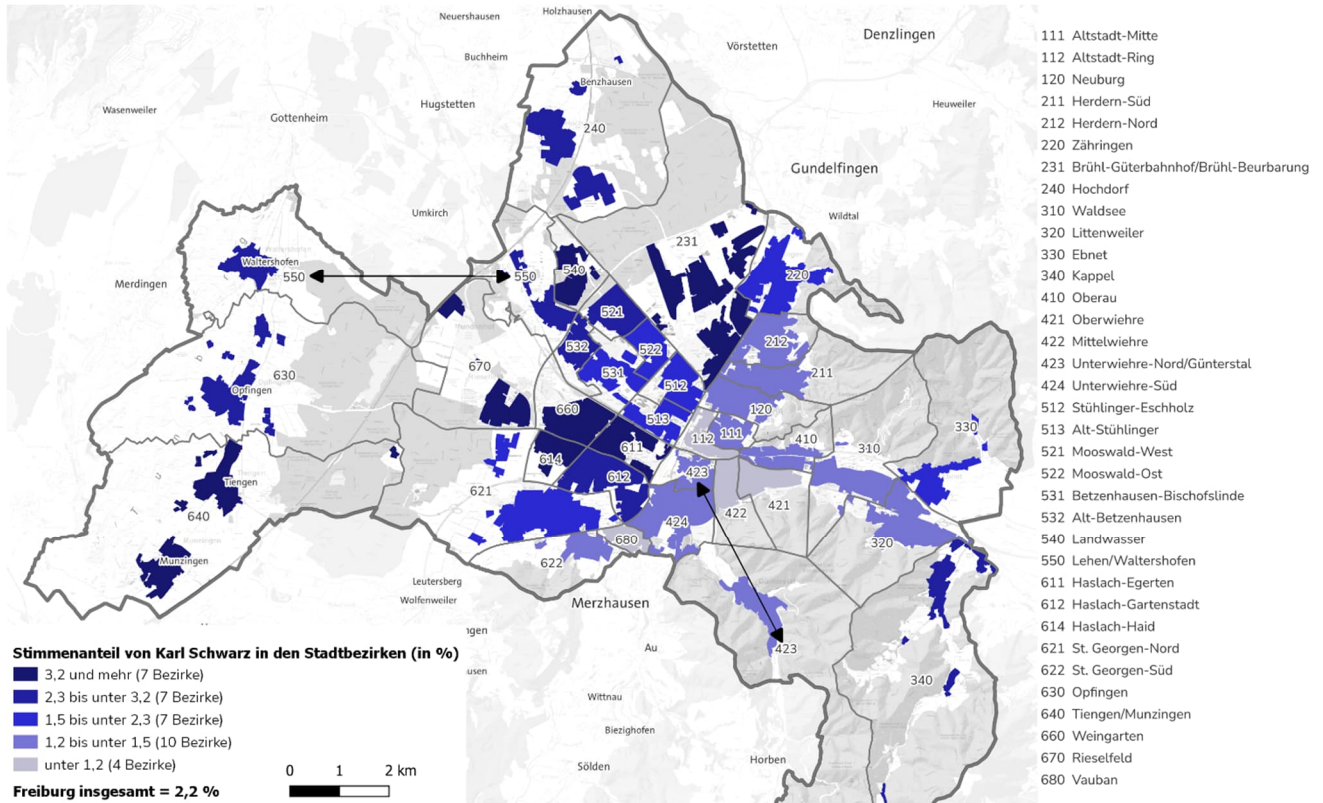 Neuershausen
Holzhausen
Denzlingen
Vörstetten
Buchheim
Benzhausen
Wasenweiler
Hugstetten
Heuweiler
Gottenheim
240
Gundelfingen
Umkirch
Wildtal
231
Waltershofen
550
550
540
220
Merdingen
521
532
522
212
670
531
211
630
512
Opfingen
660
513
120
330
611
112
111
410
310
614
612
423
Tiengen
621
421
640
422
424
680
320
Munzingen
622
Leutersberg
Wolfenweiler
Merzhausen
ngen
Au
423
usen
340
Wittnau
Biezighofen
Sölden
Horben
111 Altstadt-Mitte
112 Altstadt-Ring
120 Neuburg
211 Herdern-Süd
212 Herdern-Nord
220 Zähringen
231 Brühl-Güterbahnhof/Brühl-Beurbarung
240 Hochdorf
310 Waldsee
320 Littenweiler
330 Ebnet
340 Kappel
410 Oberau
421 Oberwiehre
422 Mittelwiehre
423 Unterwiehre-Nord/Günterstal
424 Unterwiehre-Süd
512 Stühlinger-Eschholz
513 Alt-Stühlinger
521 Mooswald-West
522 Mooswald-Ost
531 Betzenhausen-Bischofslinde
532 Alt-Betzenhausen
540 Landwasser
550 Lehen/Waltershofen
611 Haslach-Egerten
612 Haslach-Gartenstadt
614 Haslach-Haid
621 St. Georgen-Nord
622 St. Georgen-Süd
630 Opfingen
640 Tiengen/Munzingen
660 Weingarten
670 Rieselfeld
680 Vauban
Stimmenanteil von Karl Schwarz in den Stadtbezirken (in %)
3,2 und mehr (7 Bezirke)
2,3 bis unter 3,2 (7 Bezirke)
1,5 bis unter 2,3 (7 Bezirke)
1,2 bis unter 1,5 (10 Bezirke)
unter 1,2 (4 Bezirke)
0 1 2 km
Freiburg insgesamt = 2,2 %